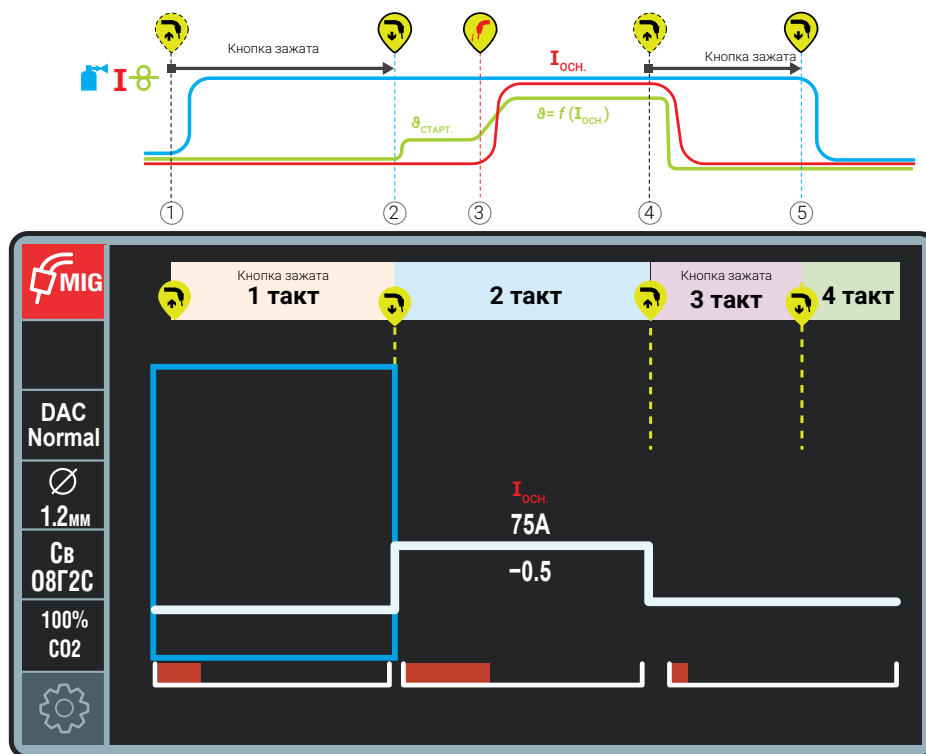 Кнопка зажата
Кнопка зажата
I
IОСН.
ϑСТАРТ.
ϑ= f (IОСН.)
1
2
3
4
5
MIG
Кнопка зажата
1 такт
2 такт
Кнопка зажата
3 такт
4 такт
DAC
Normal
1.2мм
Св
08Г2С
100%
CO2
IОСН.
75A
−0.5